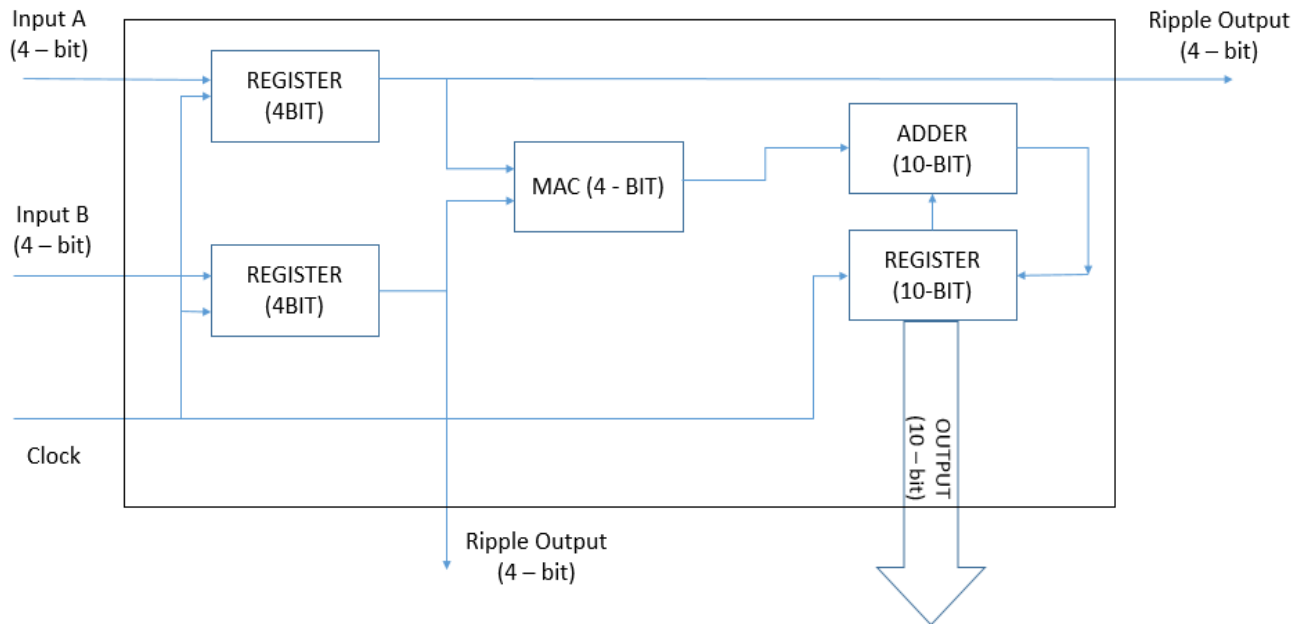 Input A
(4 – bit)
Ripple Output
(4 – bit)
REGISTER
(4BIT)
ADDER
(10-BIT)
MAC (4 - BIT)
Input B
(4 – bit)
REGISTER
(4BIT)
REGISTER
(10-BIT)
Clock
OUTPUT
(10 – bit)
Ripple Output
(4 – bit)